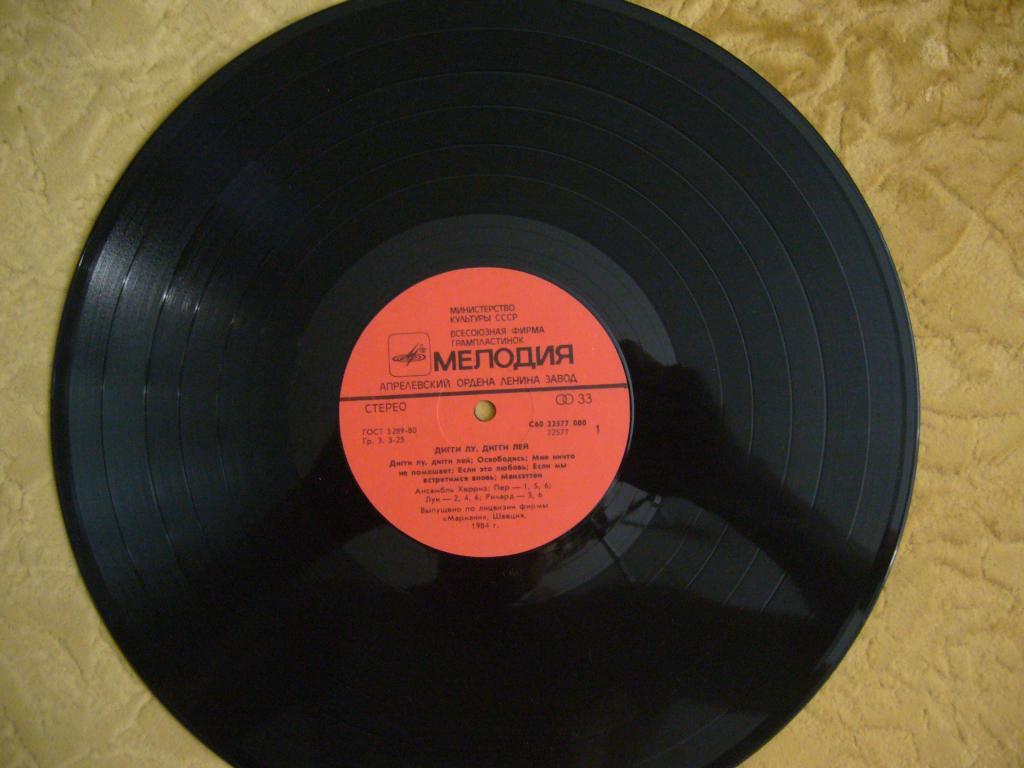 МИНИСТЕРСТВО
КУЛЬТУРЫ СССР
ВСЕСОЮЗНАЯ ФИРМА
ГРАМПЛАСТИНОК
МЕЛОДИЯ
АПРЕЛЕВСКИЙ ОРДЕНА ЛЕНИНА ЗАВОД
СТЕРЕО 33
ГОСТ 5289-80 С60 22577 000
Гр. 3. 3-25 22577 1
ДИГГИ ЛУ, ДИГГИ ЛЕЙ
Дигги лу, дигги лей; Освободись; Мне ничто
не помешает; Если это любовь; Если мы
встретимся вновь; Манхэттен
Ансамбль Херриз: Пер — 1, 5, 6;
Луи — 2, 4, 6; Ричард — 3, 6
Выпущено по лицензии фирмы
«Мариани», Швеция,
1984 г.